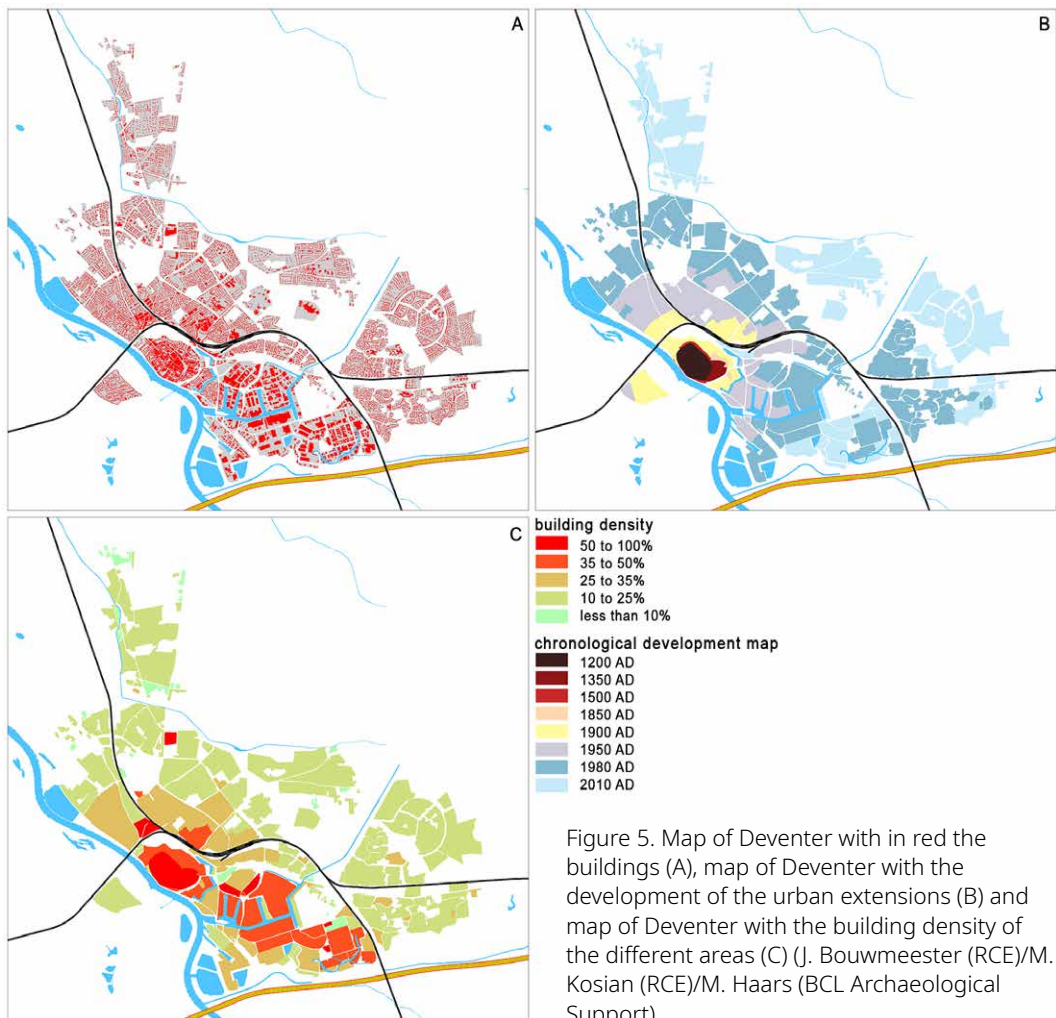 A
B
C
building density
50 to 100%
35 to 50%
25 to 35%
10 to 25%
less than 10%
chronological development map
1200 AD
1350 AD
1500 AD
1850 AD
1900 AD
1950 AD
1980 AD
2010 AD
Figure 5. Map of Deventer with in red the
buildings (A), map of Deventer with the
development of the urban extensions (B) and
map of Deventer with the building density of
the different areas (C) (J. Bouwmeester (RCE)/M.
Kosian (RCE)/M. Haars (BCL Archaeological
Support)